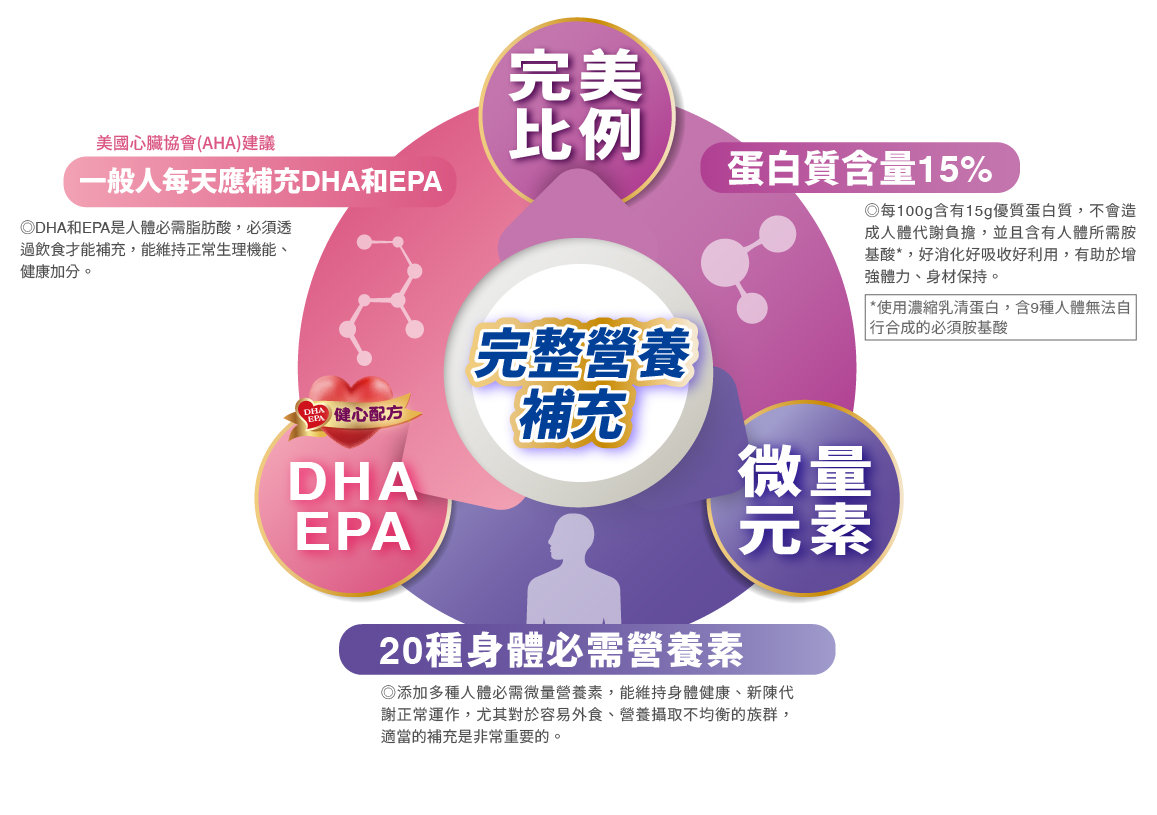 完美
比例
美國心臟協會(AHA)建議
一般人每天應補充DHA和EPA
◎DHA和EPA是人體必需脂肪酸，必須透
過飲食才能補充，能維持正常生理機能、
健康加分。
蛋白質含量15%
◎每100g含有15g優質蛋白質，不會造
成人體代謝負擔，並且含有人體所需胺
基酸*，好消化好吸收好利用，有助於增
強體力、身材保持。
*使用濃縮乳清蛋白，含9種人體無法自
行合成的必須胺基酸
完整營養
補充
DHA
EPA
健心配方
DHA
EPA
微量
元素
20種身體必需營養素
◎添加多種人體必需微量營養素，能維持身體健康、新陳代
謝正常運作，尤其對於容易外食、營養攝取不均衡的族群，
適當的補充是非常重要的。